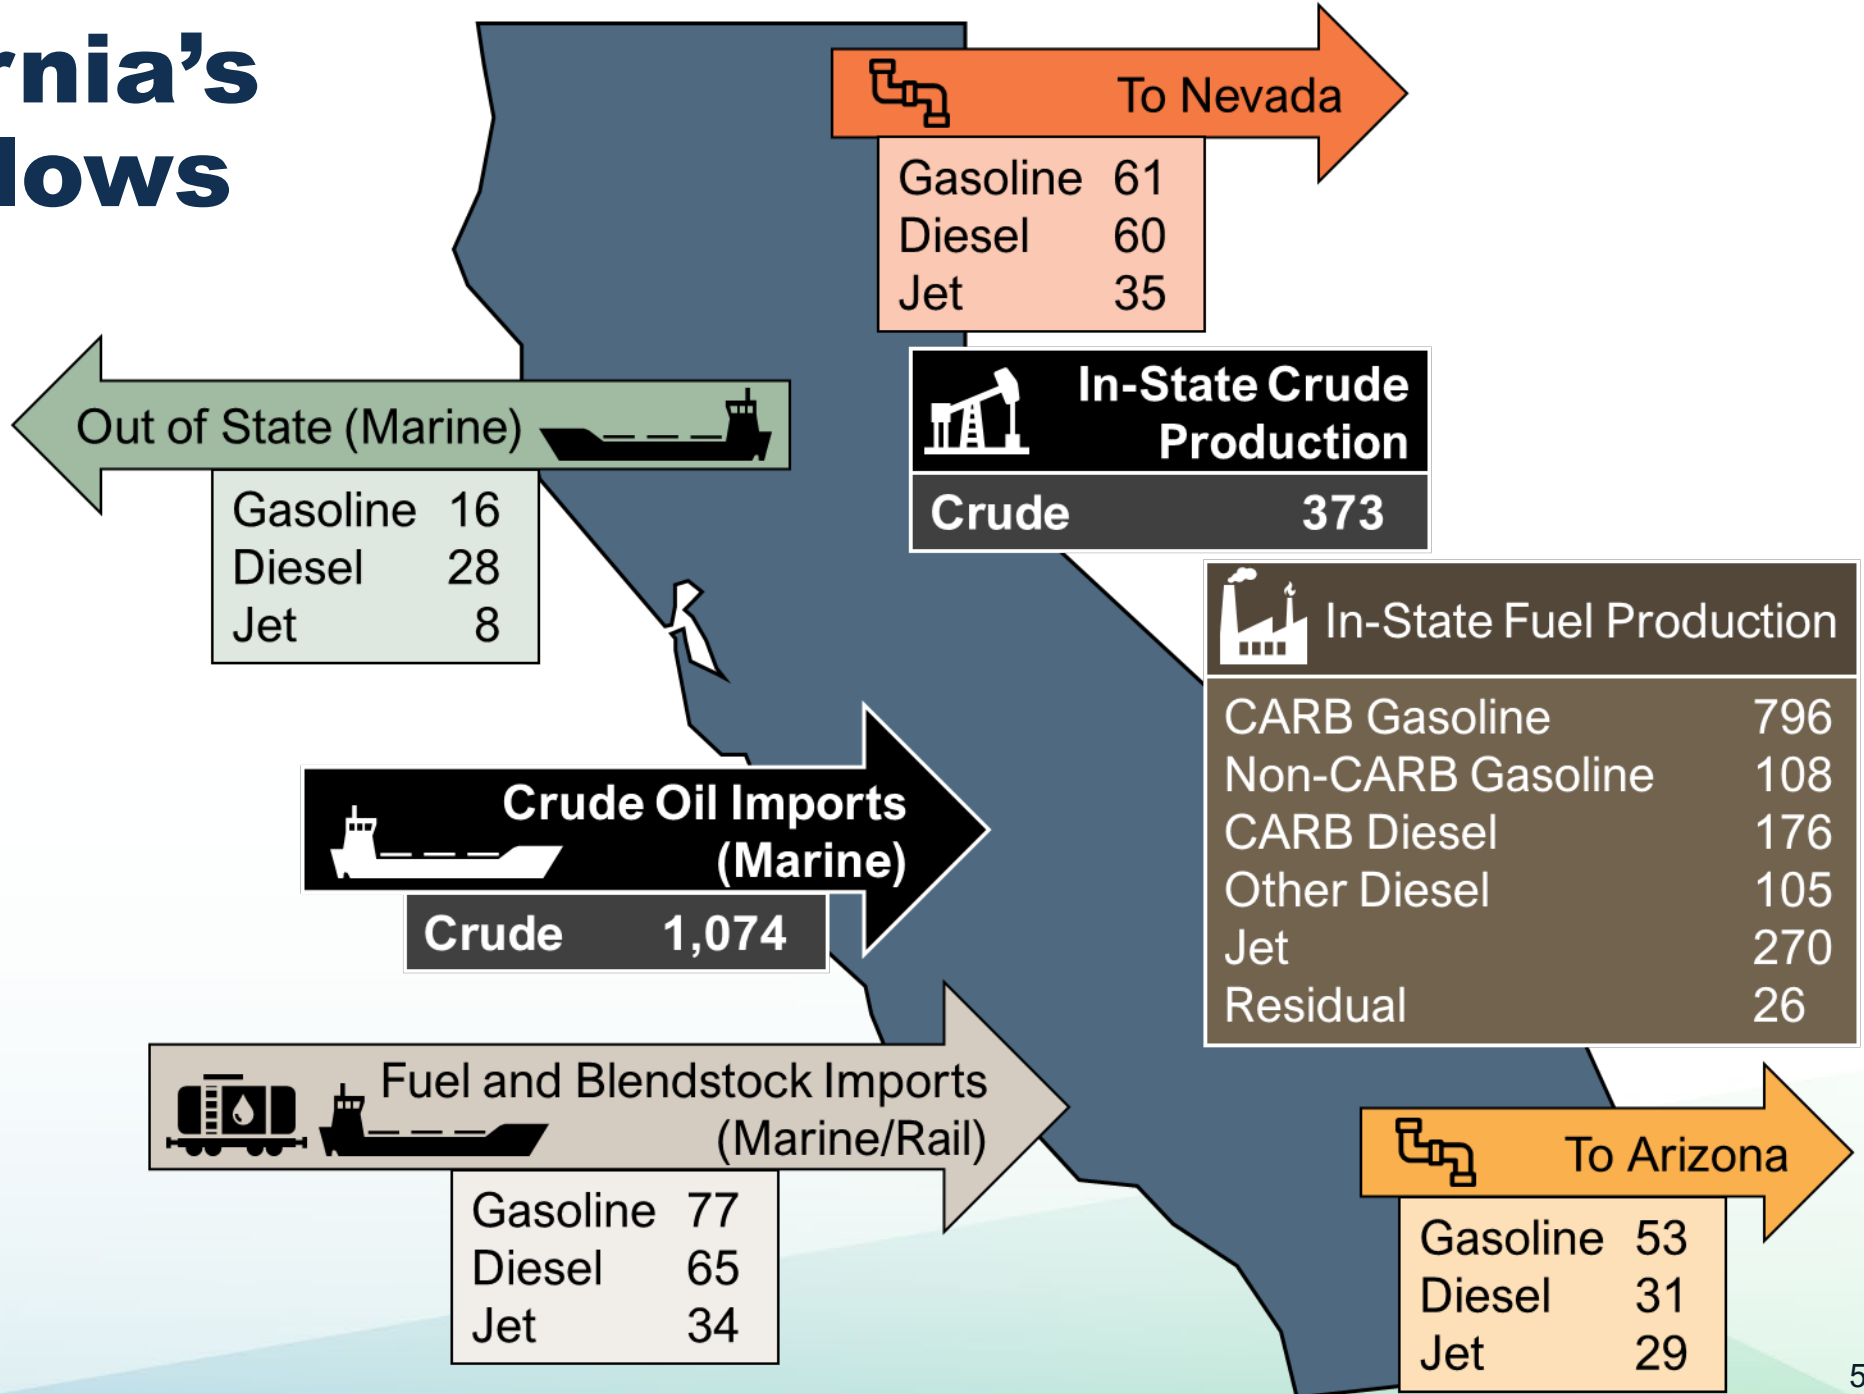 rnia’s
lows
To Nevada
Gasoline 61
Diesel 60
Jet 35
Out of State (Marine)
Gasoline 16
Diesel 28
Jet 8
In-State Crude
Production
Crude 373
In-State Fuel Production
CARB Gasoline 796
Non-CARB Gasoline 108
CARB Diesel 176
Other Diesel 105
Jet 270
Residual 26
Crude Oil Imports
(Marine)
Crude 1,074
Fuel and Blendstock Imports
(Marine/Rail)
Gasoline 77
Diesel 65
Jet 34
To Arizona
Gasoline 53
Diesel 31
Jet 29
5